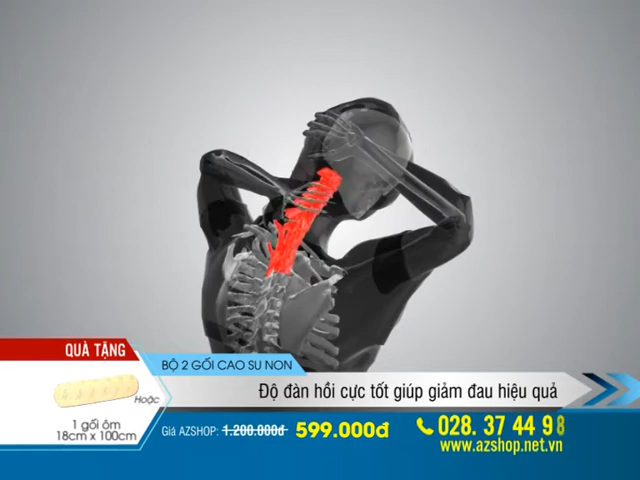 QUÀ TẶNG
Hoặc
1 gối ôm
18cm x 100cm
BỘ 2 GỐI CAO SU NON
Độ đàn hồi cực tốt giúp giảm đau hiệu quả
Giá AZSHOP: 1.200.000đ 599.000đ
028. 37 44 98
www.azshop.net.vn